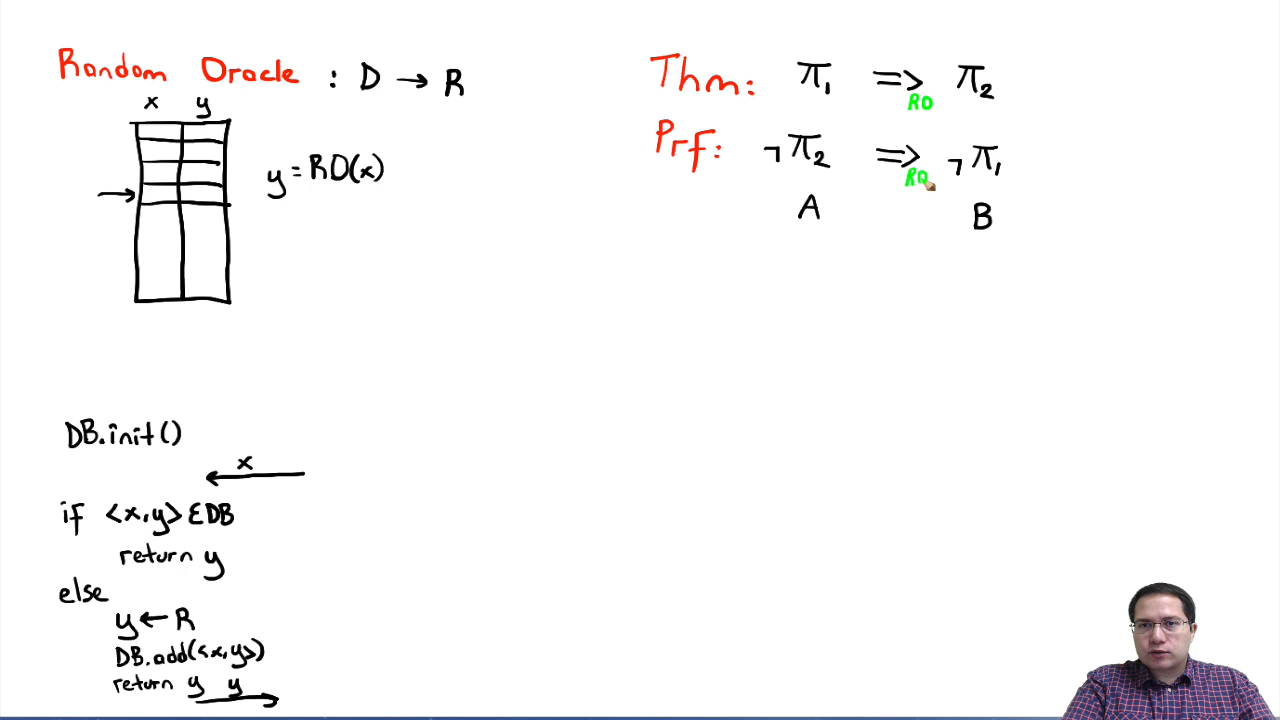 Random Oracle : D → R
x y
y = RO(x)
DB.init()
x
if <x,y> ∈ DB
return y
else
y ← R
DB.add(<x,y>)
return y y
Thm: π₁ => π₂
RO
Prf: ¬π₂ => ¬π₁
RO
A B